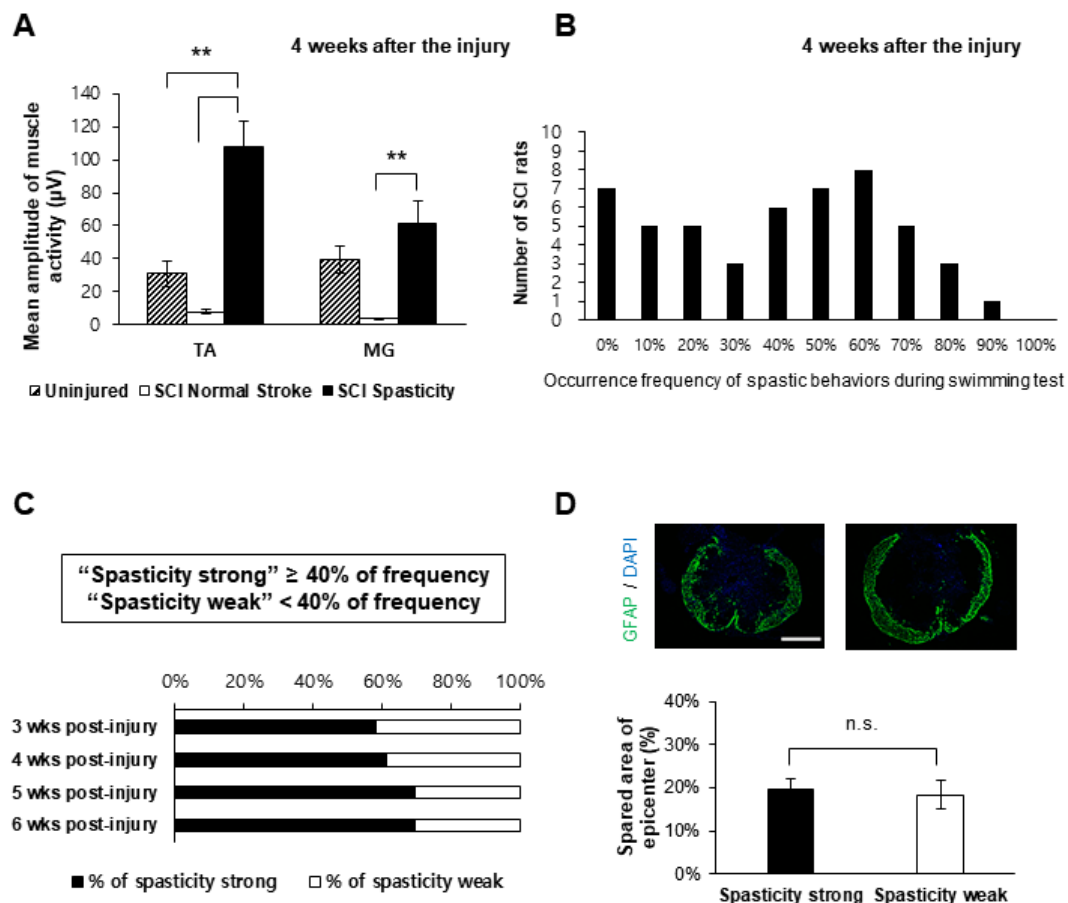 A
4 weeks after the injury
**
**
Mean amplitude of muscle
activity (µV)
140
120
100
80
60
40
20
0
TA
MG
Uninjured
SCI Normal Stroke
SCI Spasticity
B
4 weeks after the injury
Number of SCI rats
10
9
8
7
6
5
4
3
2
1
0
0% 10% 20% 30% 40% 50% 60% 70% 80% 90% 100%
Occurrence frequency of spastic behaviors during swimming test
C
“Spasticity strong” ≥ 40% of frequency
“Spasticity weak” < 40% of frequency
0% 20% 40% 60% 80% 100%
3 wks post-injury
4 wks post-injury
5 wks post-injury
6 wks post-injury
% of spasticity strong
% of spasticity weak
D
GFAP / DAPI
Spared area of
epicenter (%)
40%
30%
20%
10%
0%
n.s.
Spasticity strong
Spasticity weak